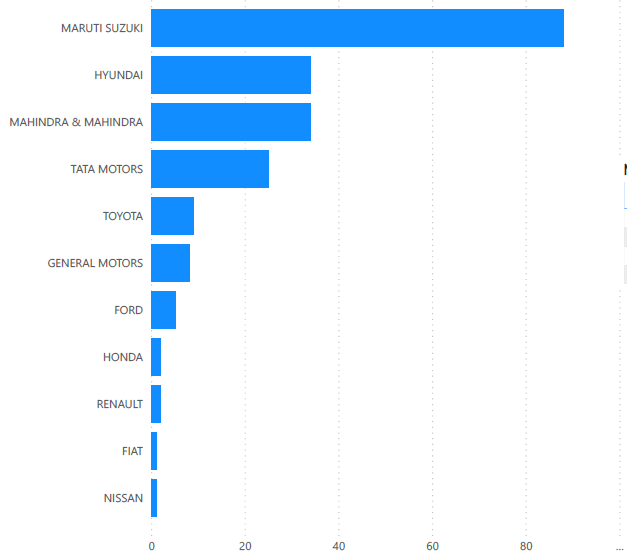 MARUTI SUZUKI
HYUNDAI
MAHINDRA & MAHINDRA
TATA MOTORS
TOYOTA
GENERAL MOTORS
FORD
HONDA
RENAULT
FIAT
NISSAN
0 20 40 60 80 ...